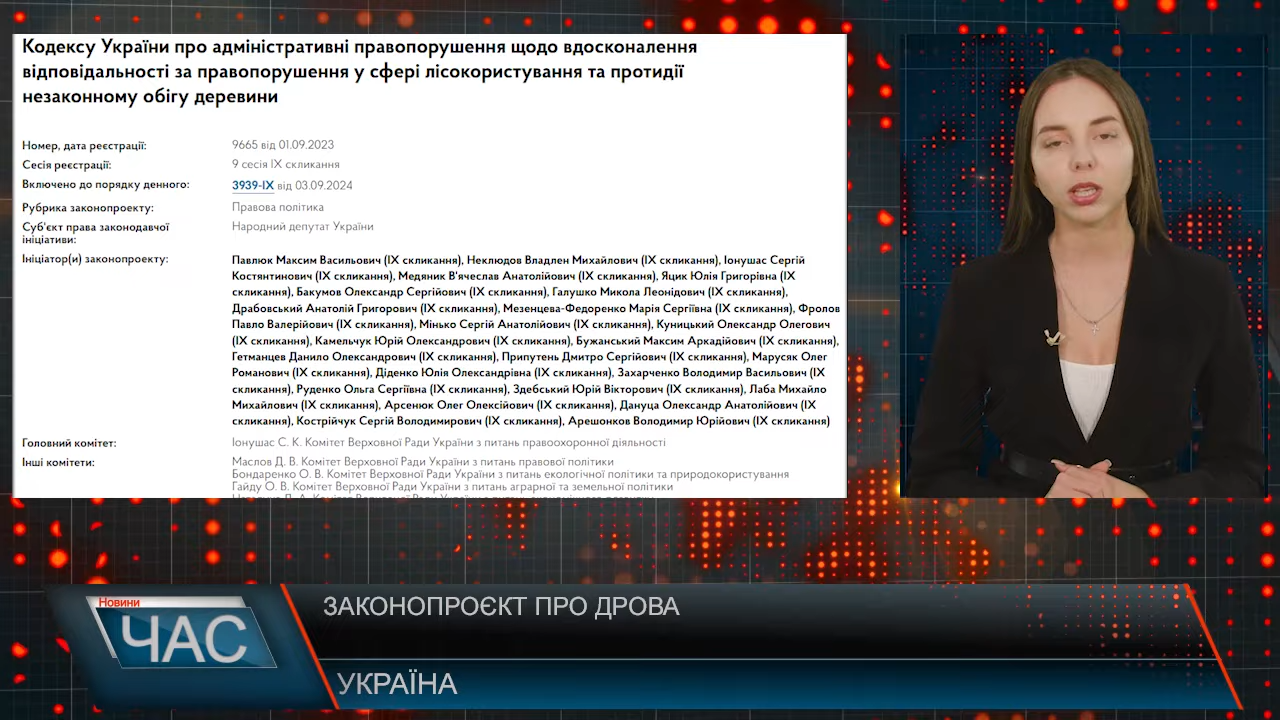 Кодексу України про адміністративні правопорушення щодо вдосконалення
відповідальності за правопорушення у сфері лісокористування та протидії
незаконному обігу деревини
Номер, дата реєстрації: 9665 від 01.09.2023
Сесія реєстрації: 9 сесія IX скликання
Включено до порядку денного: 3939-IX від 03.09.2024
Рубрика законопроекту: Правова політика
Суб'єкт права законодавчої
ініціативи:
Народний депутат України
Ініціатор(и) законопроекту:
Павлюк Максим Васильович (IX скликання), Неклюдов Владлен Михайлович (IX скликання), Іонушас Сергій
Костянтинович (IX скликання), Медяник В'ячеслав Анатолійович (IX скликання), Яцик Юлія Григорівна (IX
скликання), Бакумов Олександр Сергійович (IX скликання), Галушко Микола Леонідович (IX скликання),
Драбовський Анатолій Григорович (IX скликання), Мезенцева-Федоренко Марія Сергіївна (IX скликання), Фролов
Павло Валерійович (IX скликання), Мінько Сергій Анатолійович (IX скликання), Куницький Олександр Олегович
(IX скликання), Камельчук Юрій Олександрович (IX скликання), Бужанський Максим Аркадійович (IX скликання),
Гетманцев Данило Олександрович (IX скликання), Припутень Дмитро Сергійович (IX скликання), Марусяк Олег
Романович (IX скликання), Діденко Юлія Олександрівна (IX скликання), Захарченко Володимир Васильович (IX
скликання), Руденко Ольга Сергіївна (IX скликання), Здебський Юрій Вікторович (IX скликання), Лаба Михайло
Михайлович (IX скликання), Арсенюк Олег Олексійович (IX скликання), Дануца Олександр Анатолійович (IX
скликання), Кострійчук Сергій Володимирович (IX скликання), Арешонков Володимир Юрійович (IX скликання)
Головний комітет: Іонушас С. К. Комітет Верховної Ради України з питань правоохоронної діяльності
Інші комітети: Маслов Д. В. Комітет Верховної Ради України з питань правової політики
Бондаренко О. В. Комітет Верховної Ради України з питань екологічної політики та природокористування
Гайду О. В. Комітет Верховної Ради України з питань аграрної та земельної політики
Новини
ЧАС
ЗАКОНОПРОЄКТ ПРО ДРОВА
УКРАЇНА